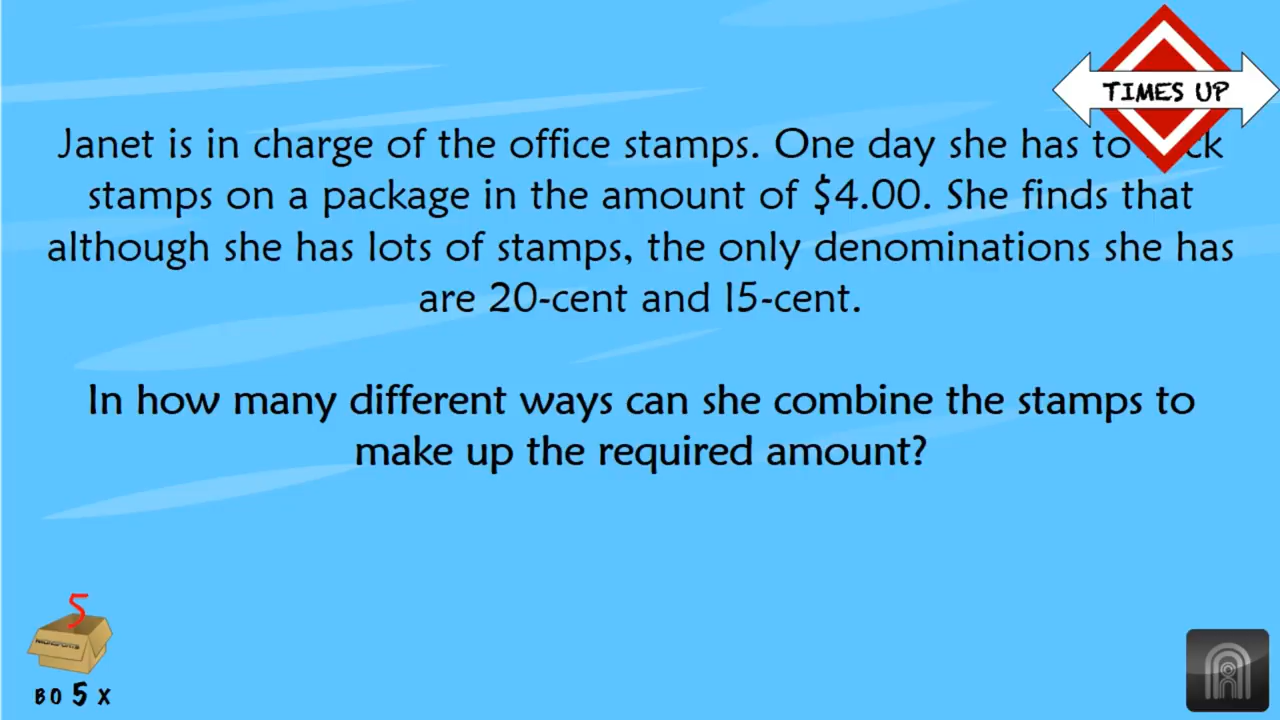 TIMES UP
Janet is in charge of the office stamps. One day she has to
stamps on a package in the amount of $4.00. She finds that
although she has lots of stamps, the only denominations she has
are 20-cent and 15-cent.
In how many different ways can she combine the stamps to
make up the required amount?
5
BO 5 X